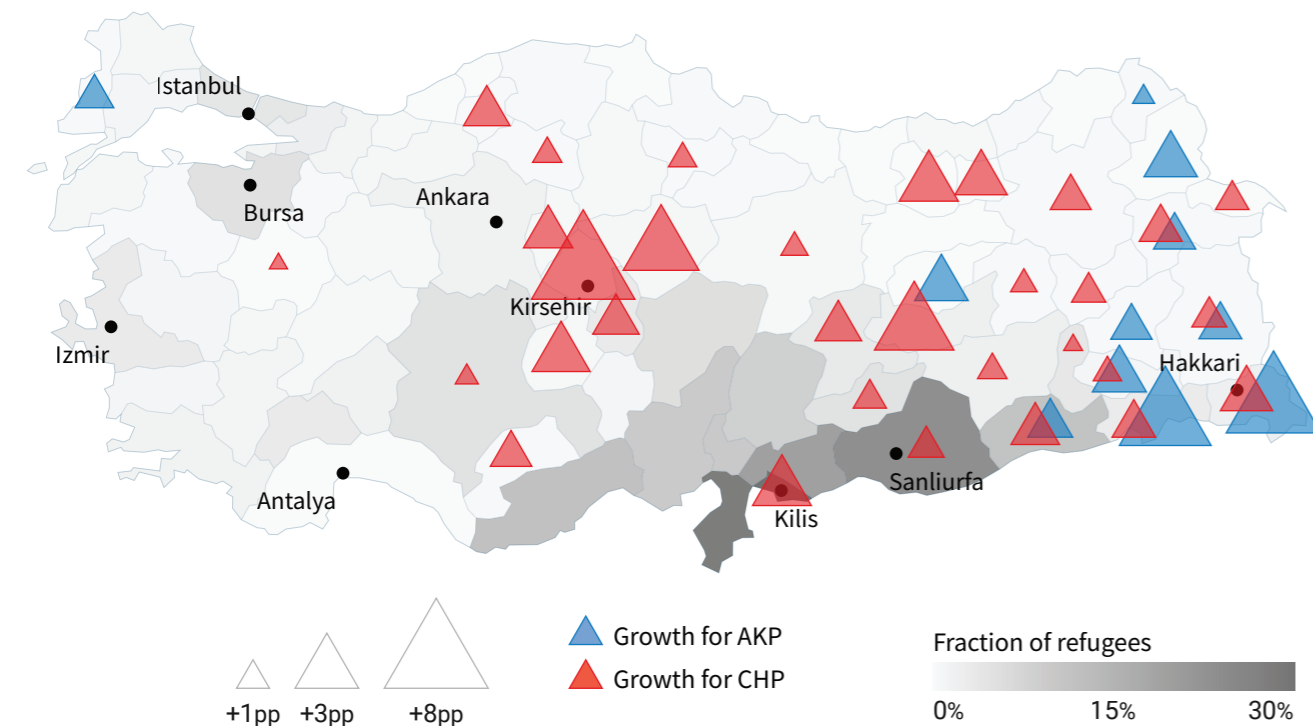 Istanbul
Bursa
Ankara
Kirsehir
Izmir
Antalya
Hakkari
Sanliurfa
Kilis
+1pp +3pp +8pp
Growth for AKP
Growth for CHP
Fraction of refugees
0% 15% 30%